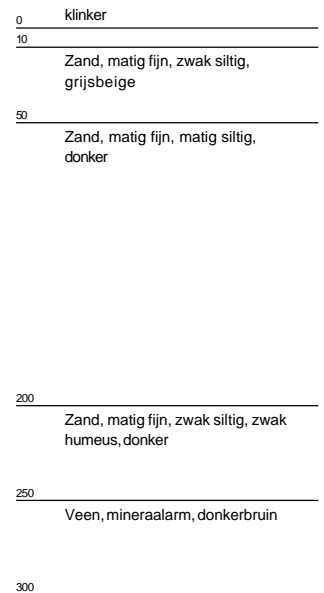 klinker
0
10
Zand, matig fijn, zwak siltig,
grijsbeige
50
Zand, matig fijn, matig siltig,
donker
200
Zand, matig fijn, zwak siltig, zwak
humeus, donker
250
Veen, mineraalarm, donkerbruin
300